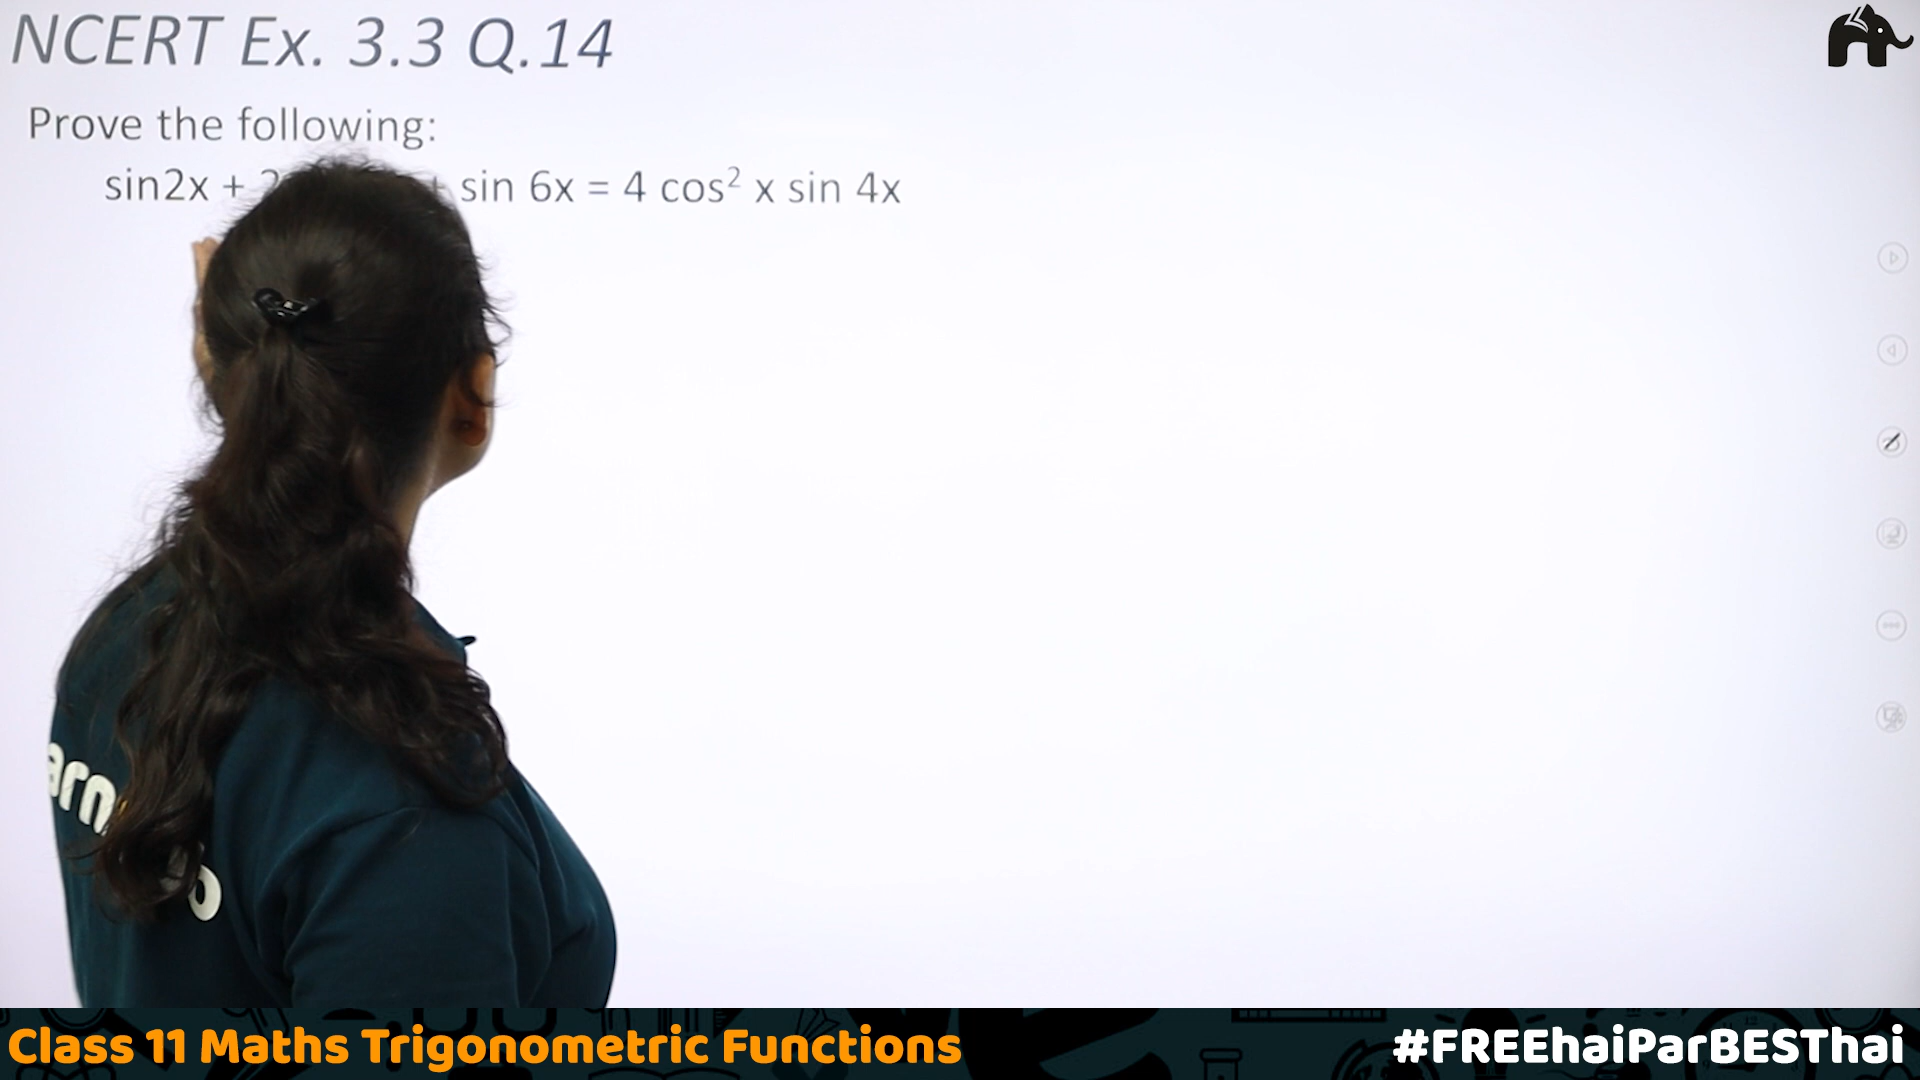 NCERT Ex. 3.3 Q.14
Prove the following:
sin2x + sin 6x = 4 cos² x sin 4x
arn
o
Class 11 Maths Trigonometric Functions
#FREEhaiParBESThai